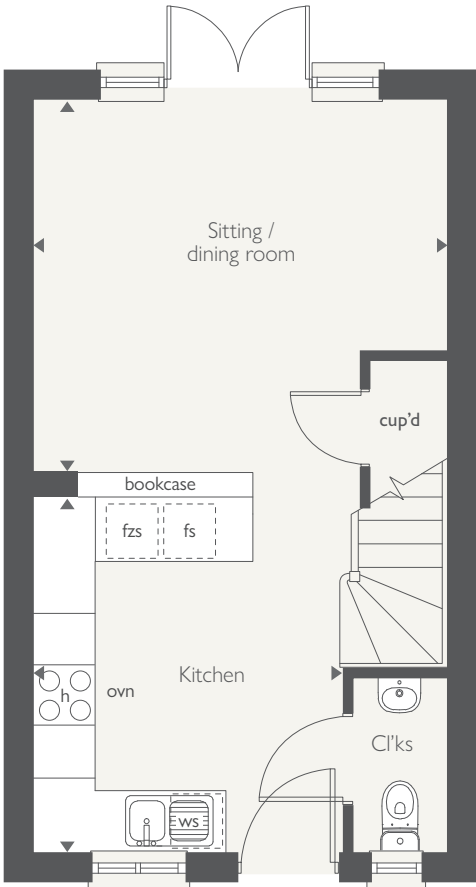 Sitting /
dining room
cup'd
bookcase
fzs
fs
Kitchen
h
ovn
Cl'ks
ws